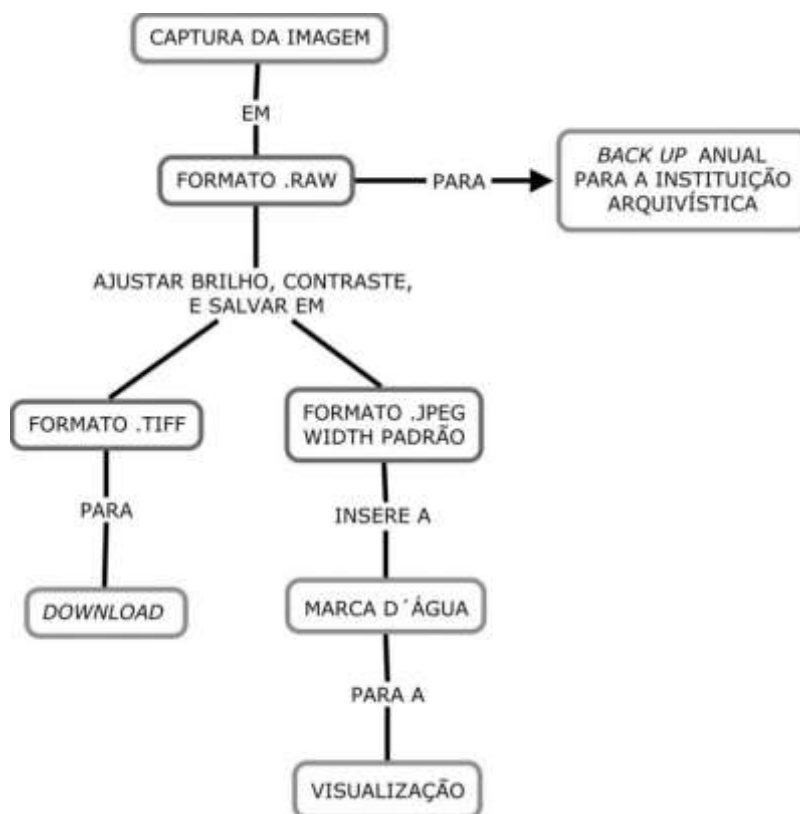 CAPTURA DA IMAGEM
EM
FORMATO .RAW
PARA
BACK UP ANUAL
PARA A INSTITUIÇÃO
ARQUIVÍSTICA
AJUSTAR BRILHO, CONTRASTE,
E SALVAR EM
FORMATO .TIFF
PARA
DOWNLOAD
FORMATO .JPEG
WIDTH PADRÃO
INSERE A
MARCA D´ÁGUA
PARA A
VISUALIZAÇÃO